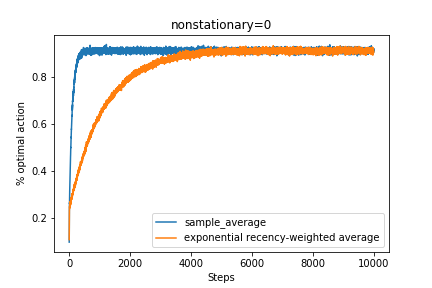 nonstationary=0
% optimal action
0.8
0.6
0.4
0.2
0 2000 4000 6000 8000 10000
Steps
sample_average
exponential recency-weighted average